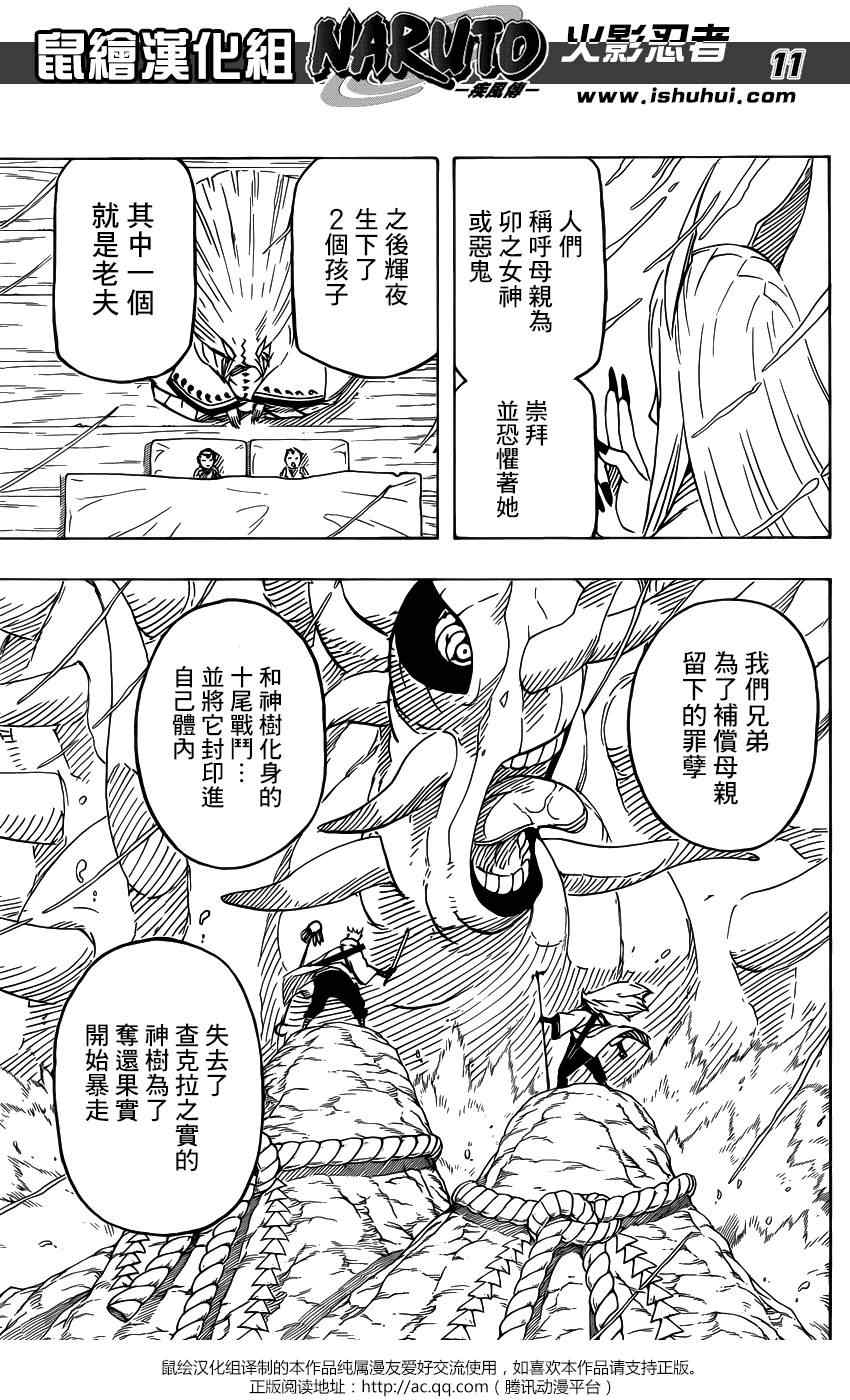 鼠繪漢化組
NARUTO
疾風傳
火影忍者
11
www.ishuhui.com
人們
稱呼母親為
卯之女神
或惡鬼
崇拜
並恐懼著她
之後輝夜
生下了
2個孩子
其中一個
就是老夫
我們兄弟
為了補償母親
留下的罪孽
和神樹化身的
十尾戰鬥…
並將它封印進
自己體內
失去了
查克拉之實的
神樹為了
奪還果實
開始暴走
鼠绘汉化组译制的本作品纯属漫友爱好交流使用，如喜欢本作品请支持正版。
正版阅读地址：http://ac.qq.com（腾讯动漫平台）